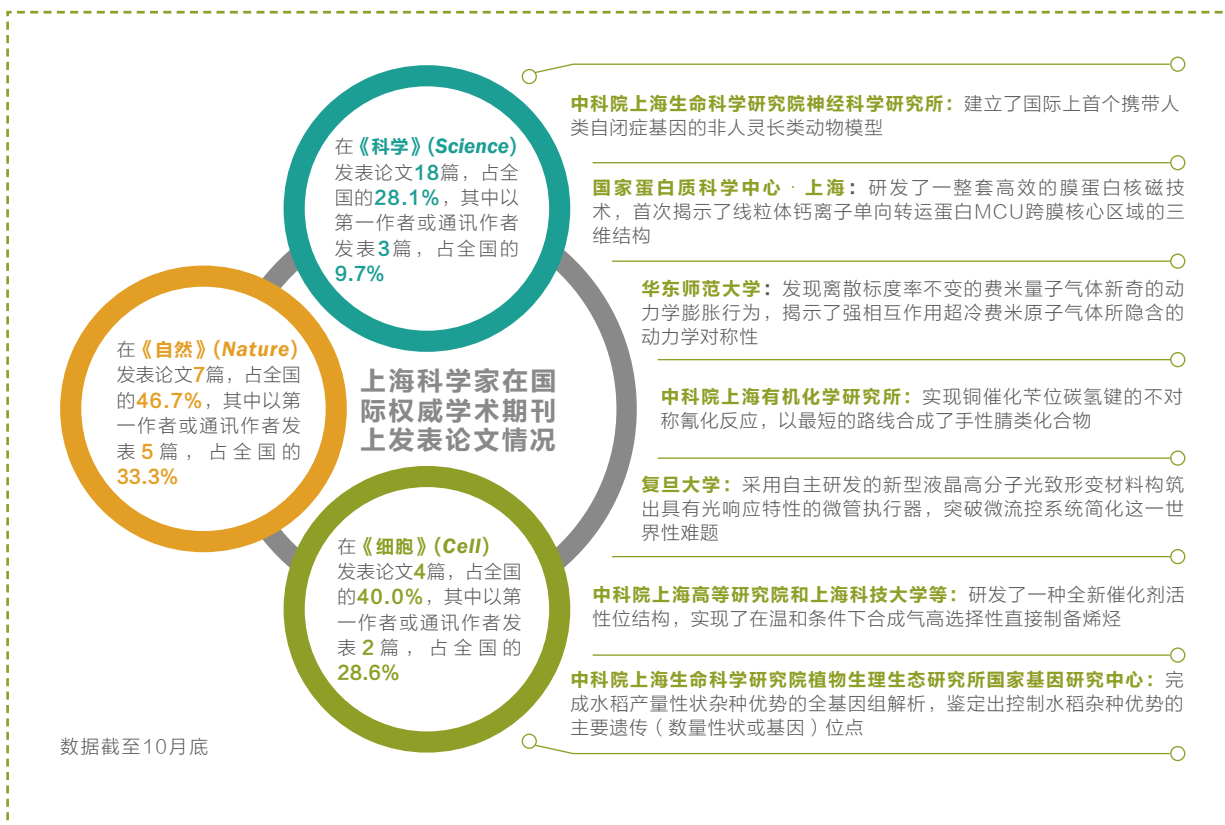 在《科学》(Science)
发表论文18篇，占全
国的28.1%，其中以
第一作者或通讯作者
发表3篇，占全国的
9.7%
在《自然》(Nature)
发表论文7篇，占全国
的46.7%，其中以第
一作者或通讯作者发
表5篇，占全国的
33.3%
上海科学家在国
际权威学术期刊
上发表论文情况
在《细胞》(Cell)
发表论文4篇，占全国
的40.0%，其中以第
一作者或通讯作者发
表2篇，占全国的
28.6%
数据截至10月底
中科院上海生命科学研究院神经科学研究所：建立了国际上首个携带人
类自闭症基因的非人灵长类动物模型
国家蛋白质科学中心·上海：研发了一整套高效的膜蛋白核磁技
术，首次揭示了线粒体钙离子单向转运蛋白MCU跨膜核心区域的三
维结构
华东师范大学：发现离散标度率不变的费米量子气体新奇的动
力学膨胀行为，揭示了强相互作用超冷费米原子气体所隐含的
动力学对称性
中科院上海有机化学研究所：实现铜催化苄位碳氢键的不对
称氰化反应，以最短的路线合成了手性腈类化合物
复旦大学：采用自主研发的新型液晶高分子光致形变材料构筑
出具有光响应特性的微管执行器，突破微流控系统简化这一世
界性难题
中科院上海高等研究院和上海科技大学等：研发了一种全新催化剂活
性位结构，实现了在温和条件下合成气高选择性直接制备烯烃
中科院上海生命科学研究院植物生理生态研究所国家基因研究中心：完
成水稻产量性状杂种优势的全基因组解析，鉴定出控制水稻杂种优势的
主要遗传（数量性状或基因）位点